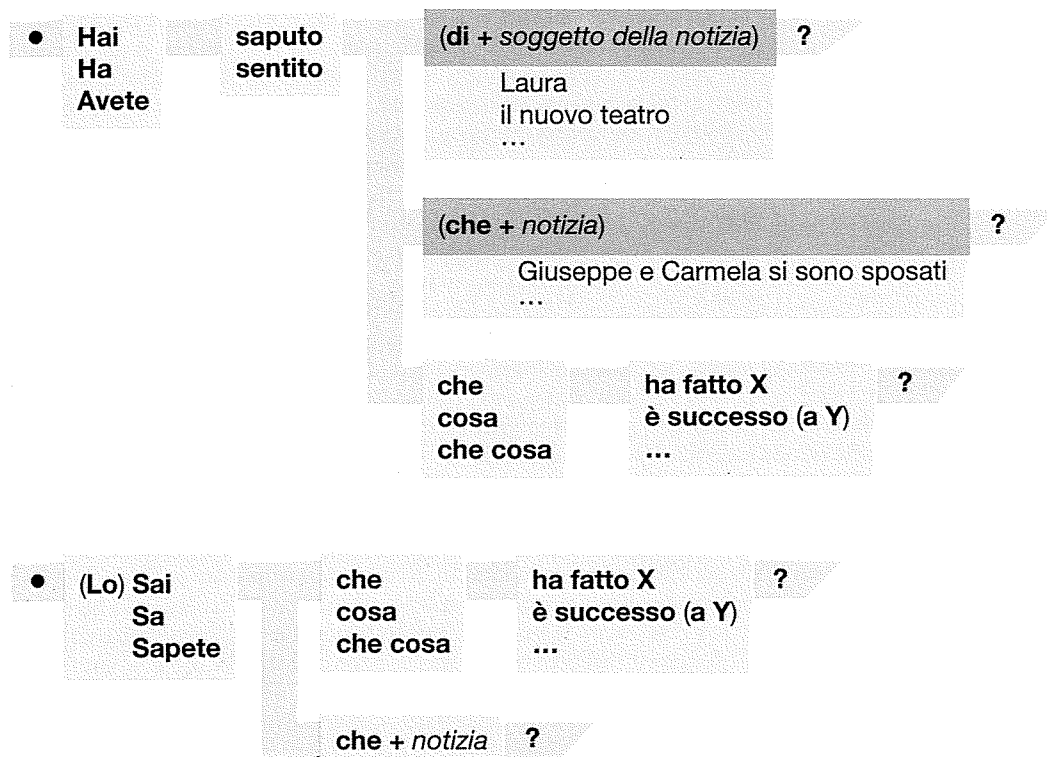 ● Hai saputo (di + soggetto della notizia) ?
Ha sentito Laura
Avete il nuovo teatro
...
(che + notizia) ?
Giuseppe e Carmela si sono sposati
...
che ha fatto X ?
cosa è successo (a Y)
che cosa ...
● (Lo) Sai che ha fatto X ?
Sa cosa è successo (a Y)
Sapete che cosa ...
che + notizia ?